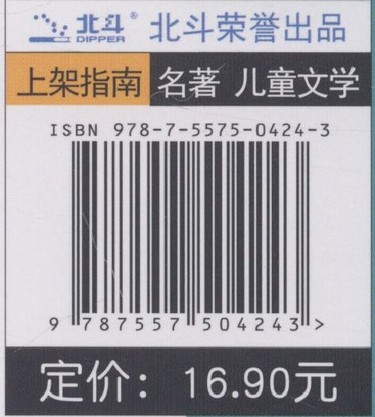 北斗® DIPPER 北斗荣誉出品
上架指南 名著 儿童文学
ISBN 978-7-5575-0424-3
9 787557 504243 >
定价：16.90元